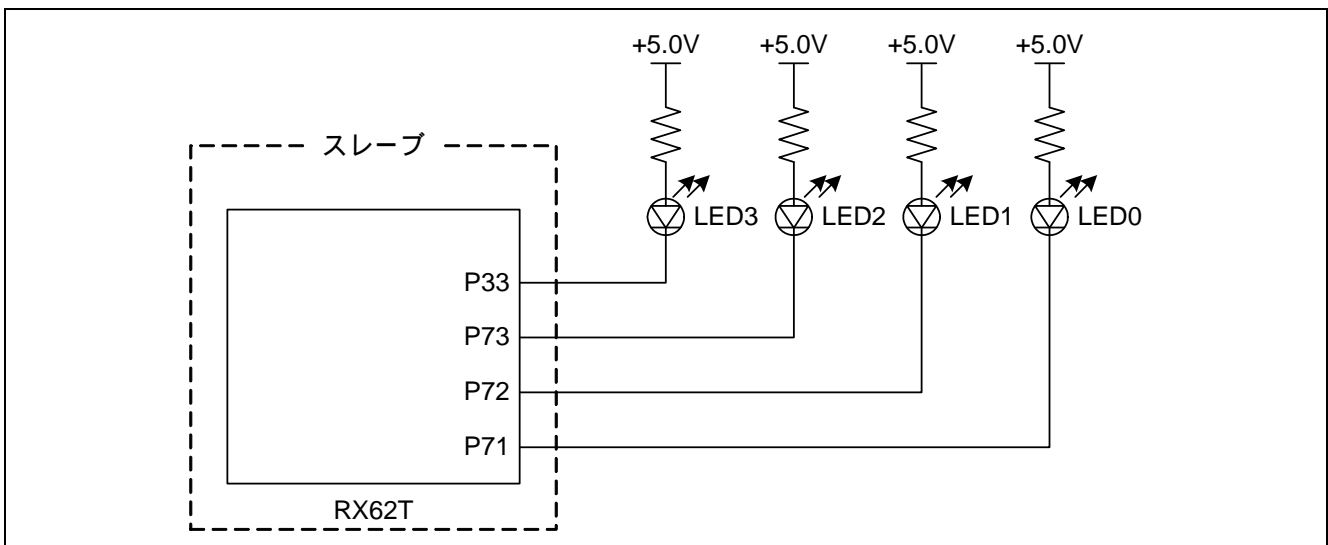 +5.0V +5.0V +5.0V +5.0V
スレーブ
LED3 LED2 LED1 LED0
P33
P73
P72
P71
RX62T